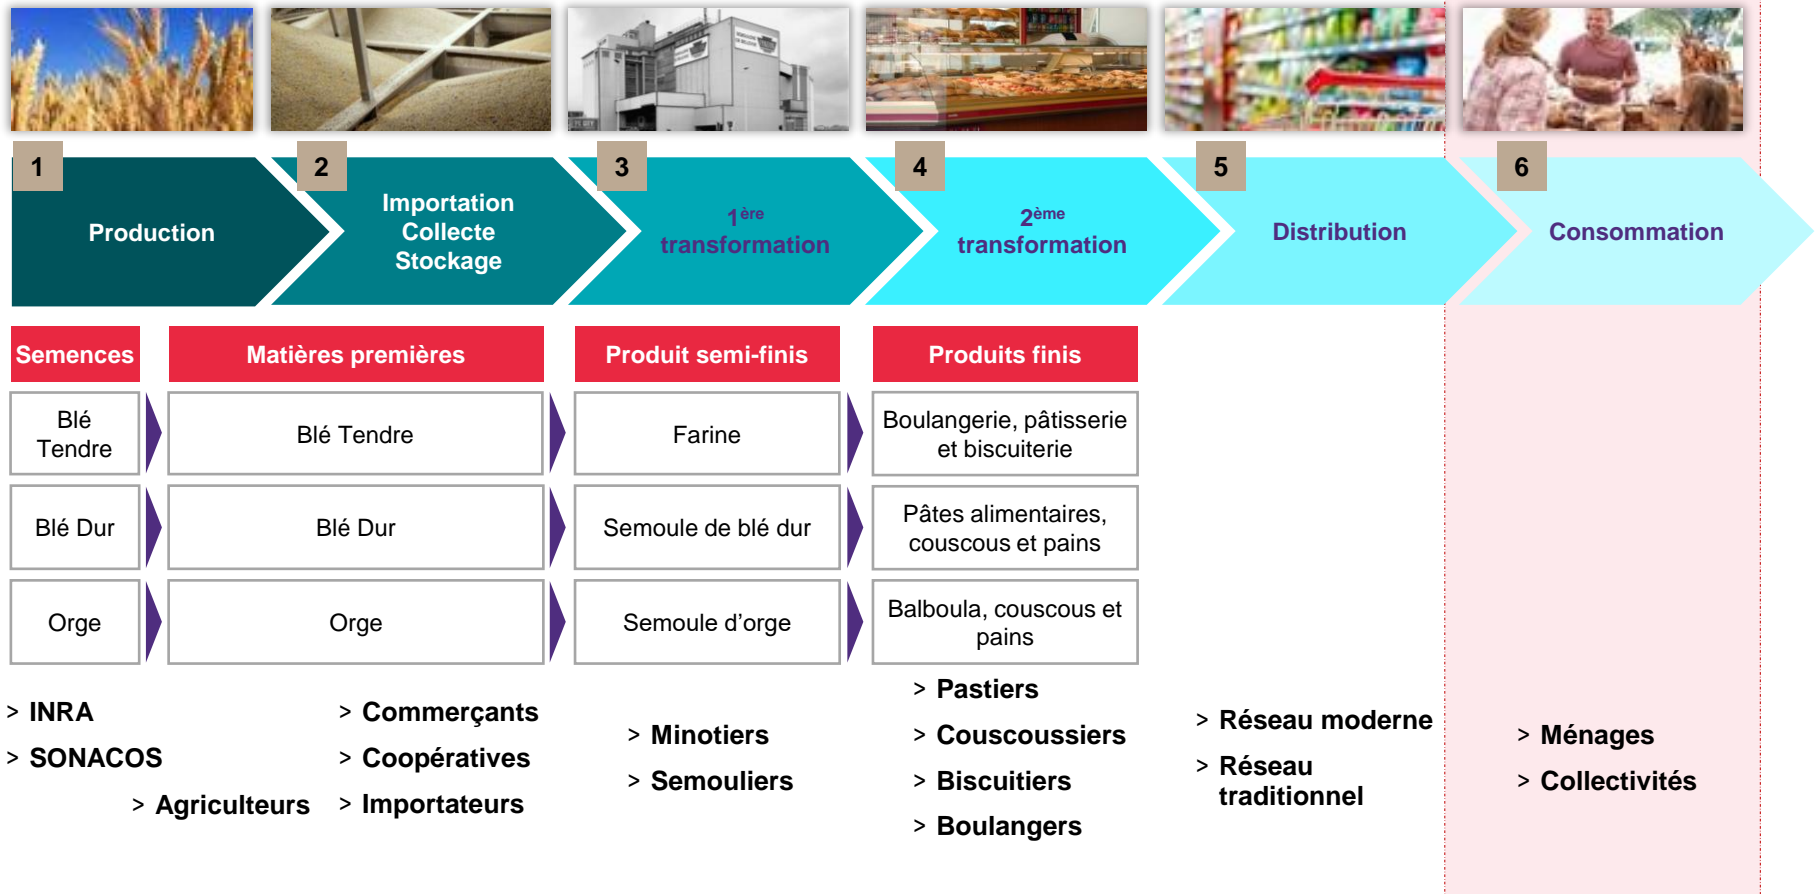 1
2
3
4
5
6
Production
Importation
Collecte
Stockage
1ère
transformation
2ème
transformation
Distribution
Consommation
Semences
Matières premières
Produit semi-finis
Produits finis
Blé
Tendre
Blé Tendre
Farine
Boulangerie, pâtisserie
et biscuiterie
Blé Dur
Blé Dur
Semoule de blé dur
Pâtes alimentaires,
couscous et pains
Orge
Orge
Semoule d’orge
Balboula, couscous et
pains
> INRA
> SONACOS
> Agriculteurs
> Commerçants
> Coopératives
> Importateurs
> Minotiers
> Semouliers
> Pastiers
> Couscoussiers
> Biscuitiers
> Boulangers
> Réseau moderne
> Réseau
traditionnel
> Ménages
> Collectivités